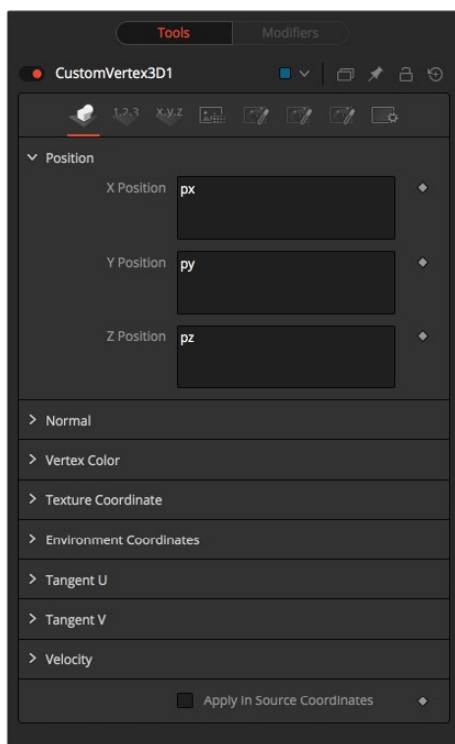 Tools Modifiers
CustomVertex3D1
1.2.3 x.y.z
Position
X Position px
Y Position py
Z Position pz
Normal
Vertex Color
Texture Coordinate
Environment Coordinates
Tangent U
Tangent V
Velocity
Apply In Source Coordinates